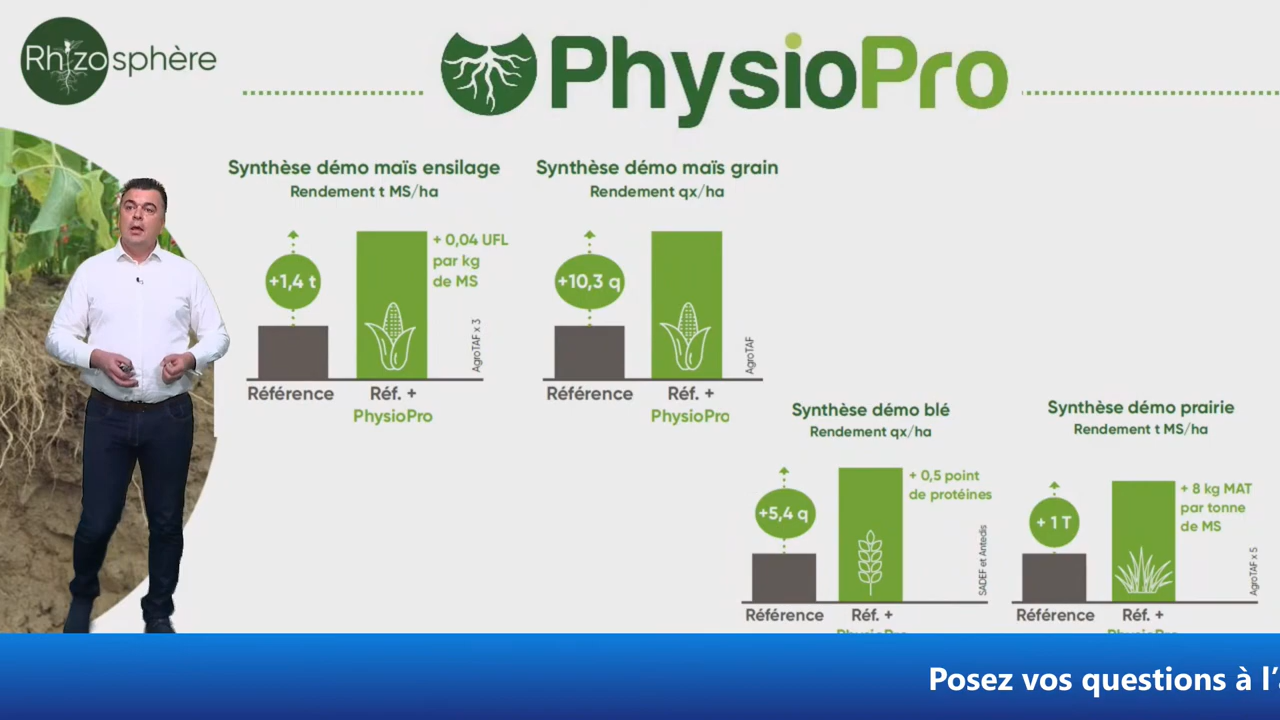 Rhizosphère
PhysioPro
Synthèse démo maïs ensilage
Rendement t MS/ha
+1,4 t
+ 0,04 UFL
par kg
de MS
AgroTAF x 3
Référence
Réf. +
PhysioPro
Synthèse démo maïs grain
Rendement qx/ha
+10,3 q
AgroTAF
Référence
Réf. +
PhysioPro
Synthèse démo blé
Rendement qx/ha
+5,4 q
+ 0,5 point
de protéines
SADEF et Antedis
Référence
Réf. +
PhysioPro
Synthèse démo prairie
Rendement t MS/ha
+ 1 T
+ 8 kg MAT
par tonne
de MS
AgroTAF x 5
Référence
Réf. +
PhysioPro
Posez vos questions à l'